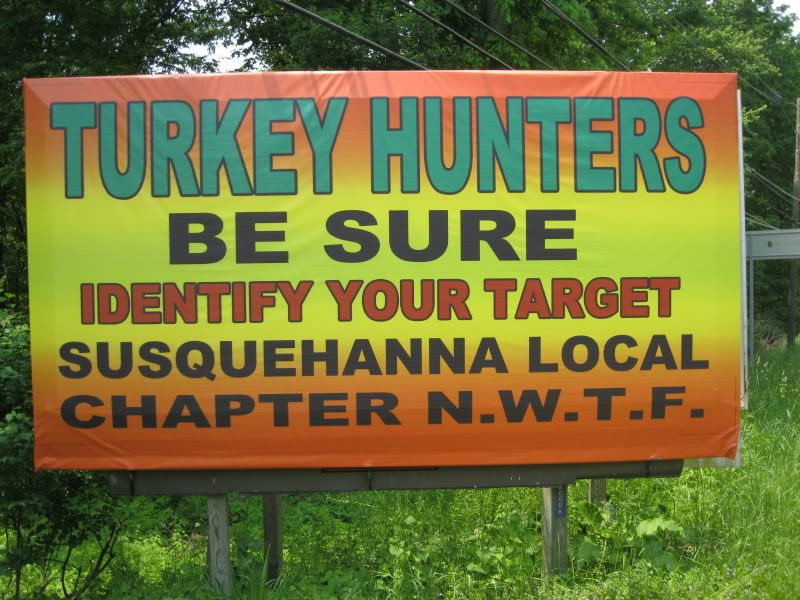 TURKEY HUNTERS
BE SURE
IDENTIFY YOUR TARGET
SUSQUEHANNA LOCAL
CHAPTER N.W.T.F.